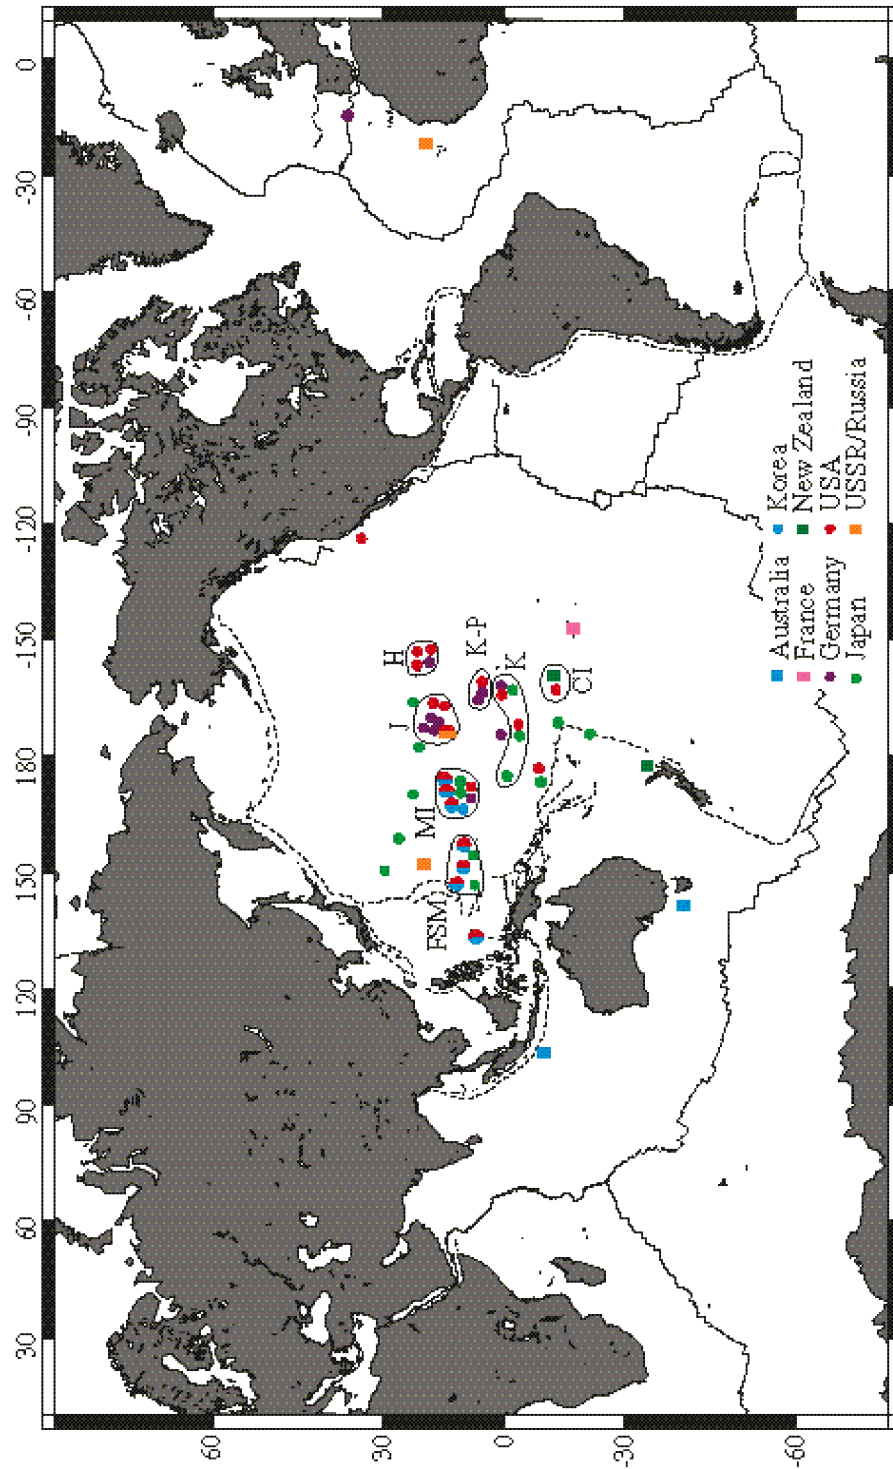 30
60
90
120
150
180
-150
-120
-90
-60
-30
0
60
30
0
-30
-60
H
J
K-P
MI
K
FSM
CI
Australia
Korea
France
New Zealand
Germany
USA
Japan
USSR/Russia